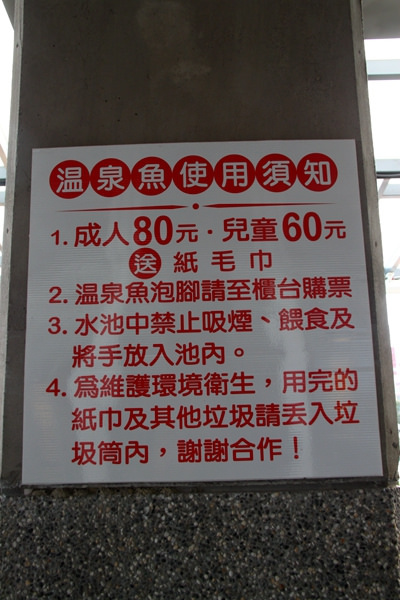 溫泉魚使用須知
1. 成人80元·兒童60元
送紙毛巾
2. 溫泉魚泡腳請至櫃台購票
3. 水池中禁止吸煙、餵食及
將手放入池內。
4. 為維護環境衛生，用完的
紙巾及其他垃圾請丟入垃
圾筒內，謝謝合作！